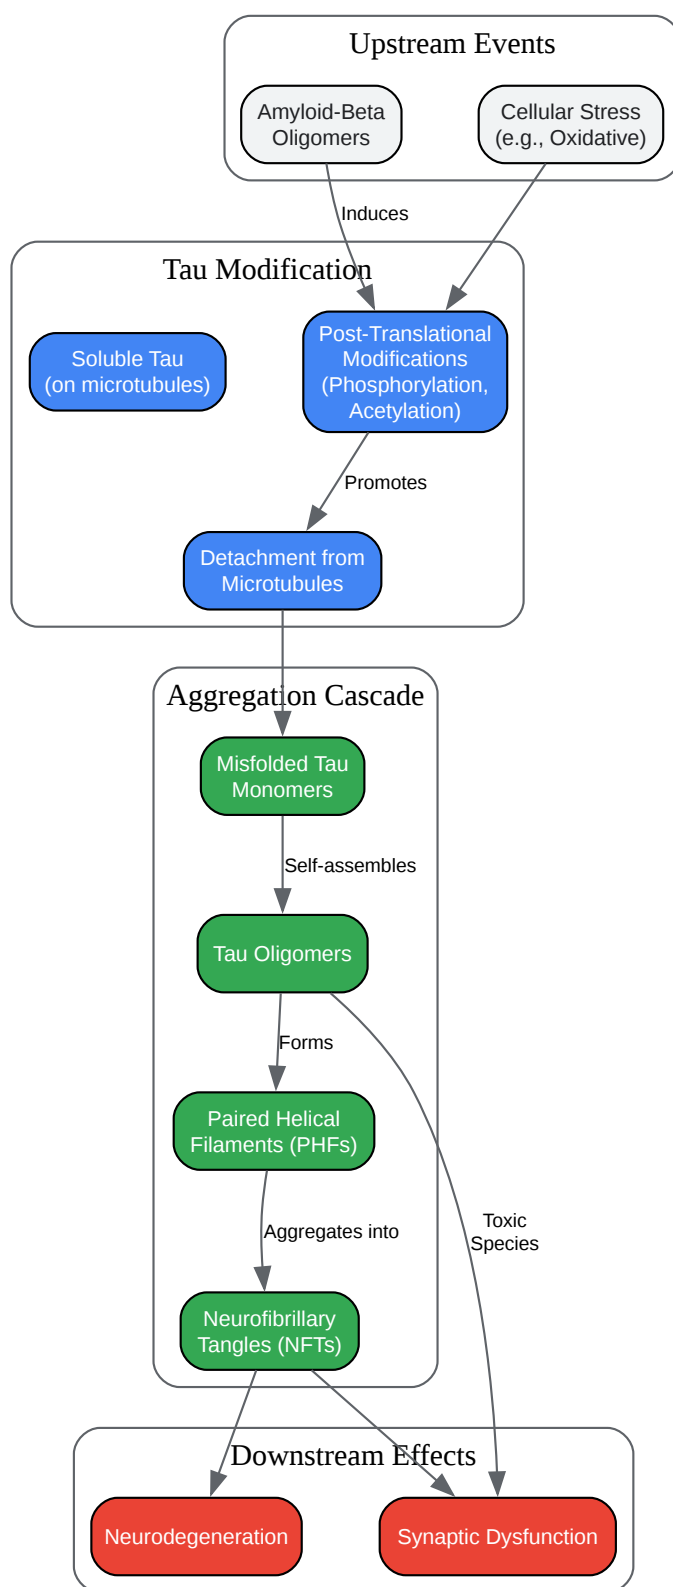 Upstream Events
Amyloid-Beta
Oligomers
Cellular Stress
(e.g., Oxidative)
Induces
Tau Modification
Soluble Tau
(on microtubules)
Post-Translational
Modifications
(Phosphorylation,
Acetylation)
Promotes
Detachment from
Microtubules
Aggregation Cascade
Misfolded Tau
Monomers
Self-assembles
Tau Oligomers
Forms
Paired Helical
Filaments (PHFs)
Toxic
Species
Aggregates into
Neurofibrillary
Tangles (NFTs)
Downstream Effects
Neurodegeneration
Synaptic Dysfunction